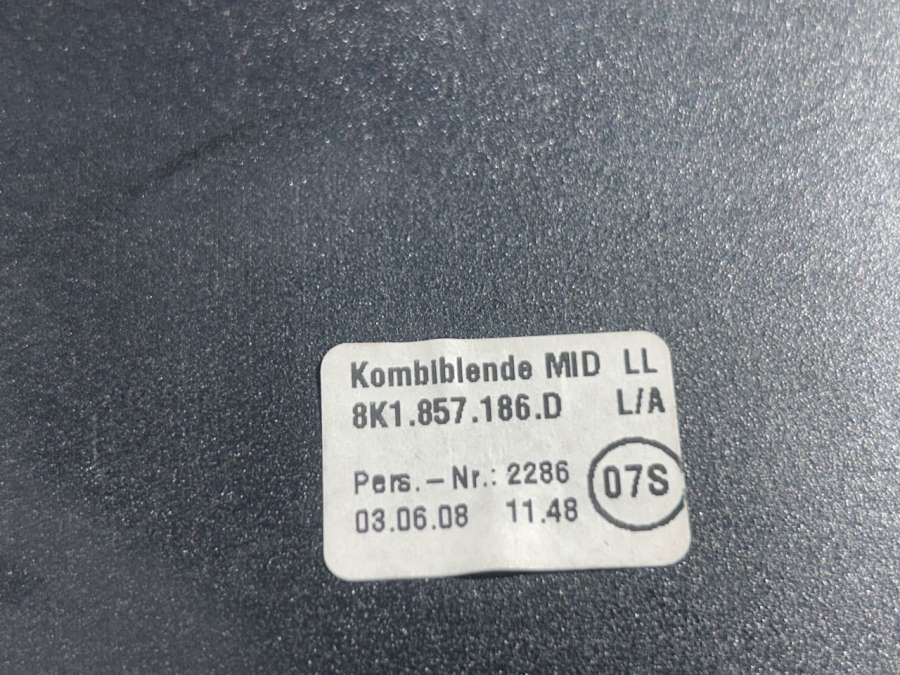 Kombiblende MID LL
8K1.857.186.D L/A
Pers.-Nr.: 2286
07S
03.06.08 11.48